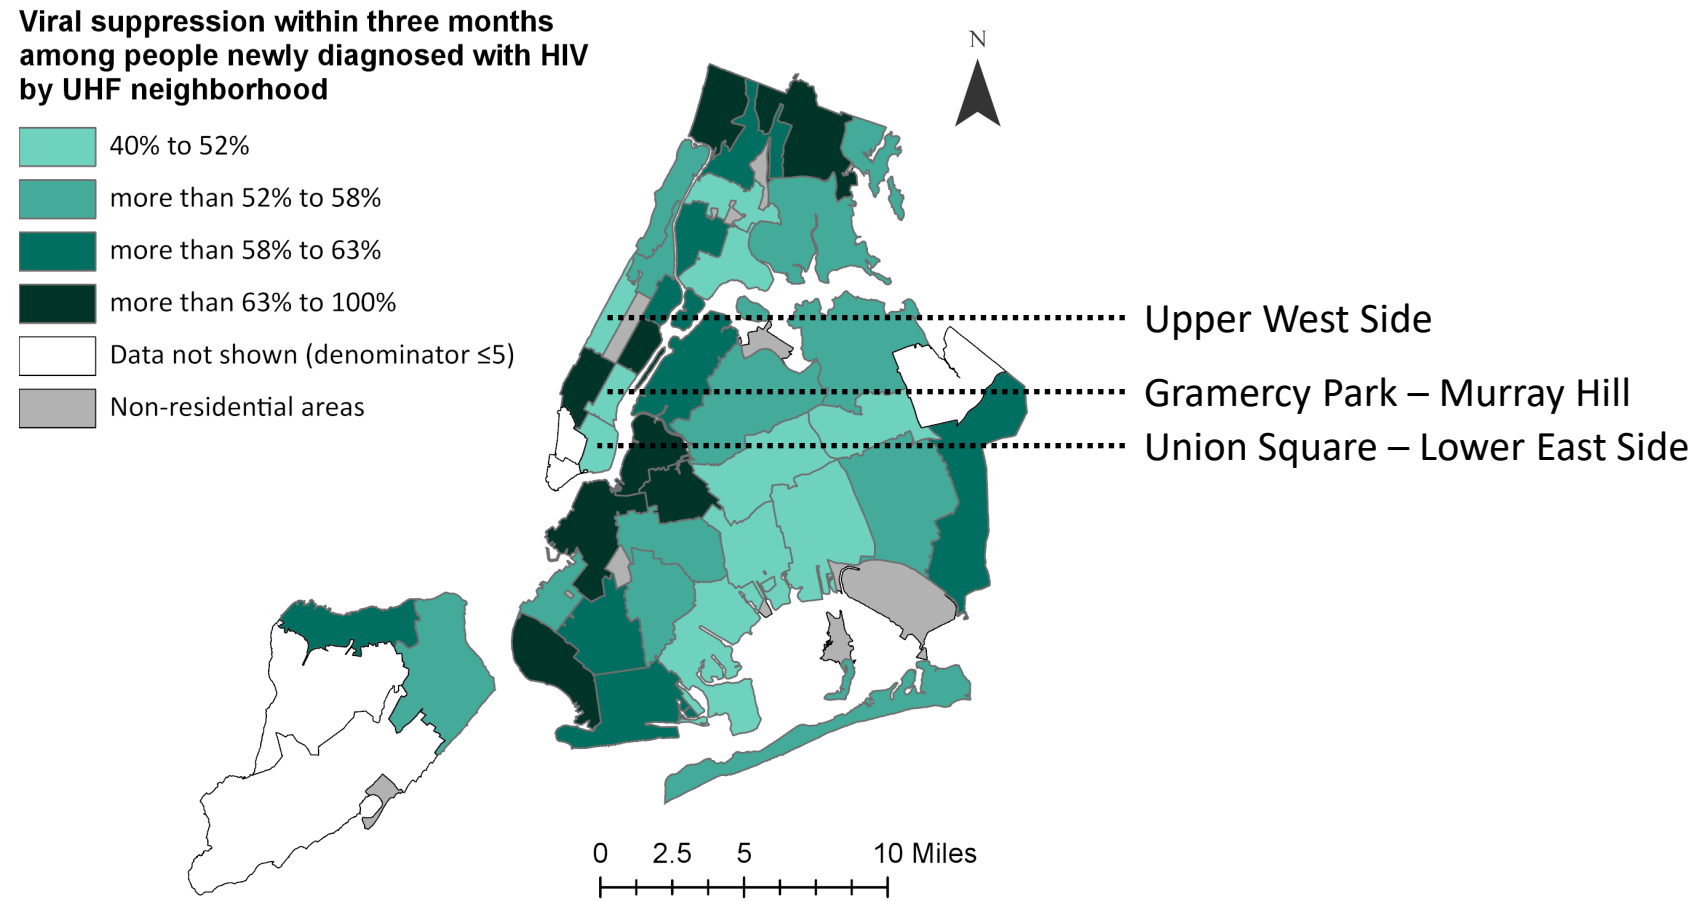 Viral suppression within three months
among people newly diagnosed with HIV
by UHF neighborhood
40% to 52%
more than 52% to 58%
more than 58% to 63%
more than 63% to 100%
Data not shown (denominator ≤5)
Non-residential areas
N
Upper West Side
Gramercy Park – Murray Hill
Union Square – Lower East Side
0 2.5 5 10 Miles